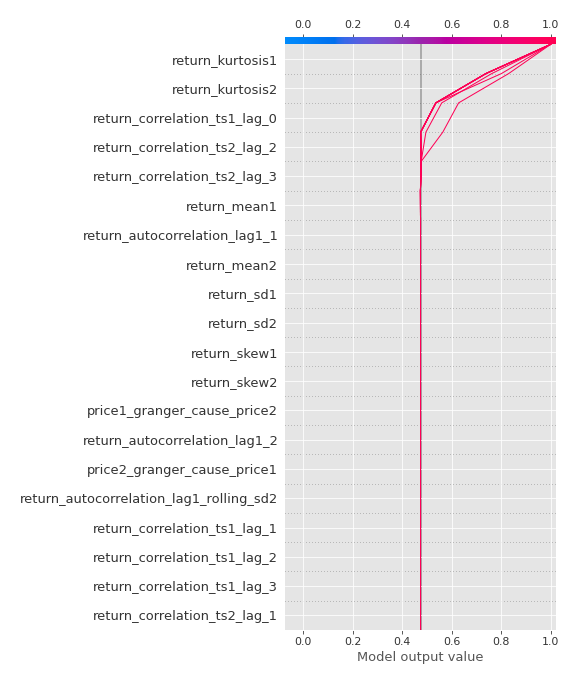 0.0 0.2 0.4 0.6 0.8 1.0
return_kurtosis1
return_kurtosis2
return_correlation_ts1_lag_0
return_correlation_ts2_lag_2
return_correlation_ts2_lag_3
return_mean1
return_autocorrelation_lag1_1
return_mean2
return_sd1
return_sd2
return_skew1
return_skew2
price1_granger_cause_price2
return_autocorrelation_lag1_2
price2_granger_cause_price1
return_autocorrelation_lag1_rolling_sd2
return_correlation_ts1_lag_1
return_correlation_ts1_lag_2
return_correlation_ts1_lag_3
return_correlation_ts2_lag_1
0.0 0.2 0.4 0.6 0.8 1.0
Model output value